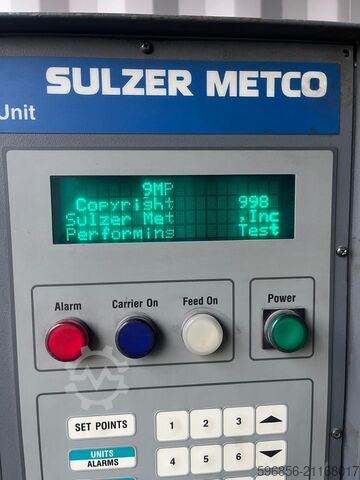 SULZER METCO
Unit
9MP
Copyright 998
Sulzer Met ,Inc
Performing Test
Alarm Carrier On Feed On Power
SET POINTS 1 2 3
UNITS
ALARMS 4 5 6
596856-21168017